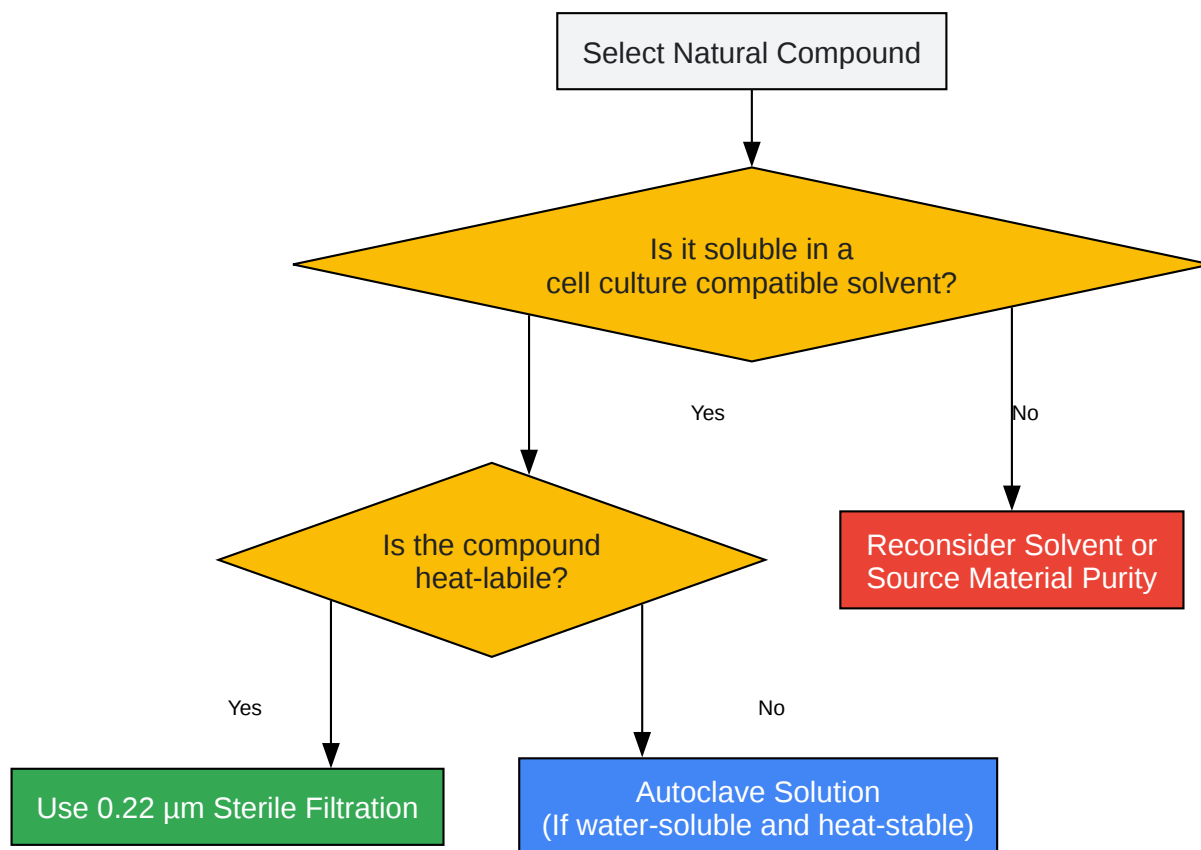 Select Natural Compound
Is it soluble in a
cell culture compatible solvent?
Yes
No
Is the compound
heat-labile?
Reconsider Solvent or
Source Material Purity
Yes
No
Use 0.22 µm Sterile Filtration
Autoclave Solution
(If water-soluble and heat-stable)